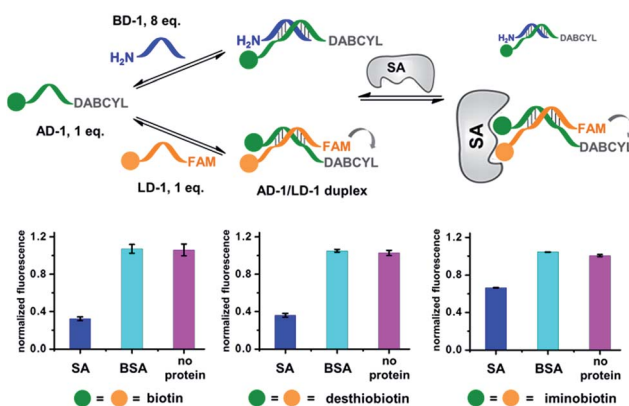 BD-1, 8 eq.
H₂N
H₂N
DABCYL
H₂N
DABCYL
SA
DABCYL
AD-1, 1 eq.
FAM
LD-1, 1 eq.
FAM
DABCYL
AD-1/LD-1 duplex
SA
FAM
DABCYL
normalized fluorescence
1.2
0.8
0.4
0.0
SA
BSA
no
protein
= = biotin
normalized fluorescence
1.2
0.8
0.4
0.0
SA
BSA
no
protein
= = desthiobiotin
normalized fluorescence
1.2
0.8
0.4
0.0
SA
BSA
no
protein
= = iminobiotin